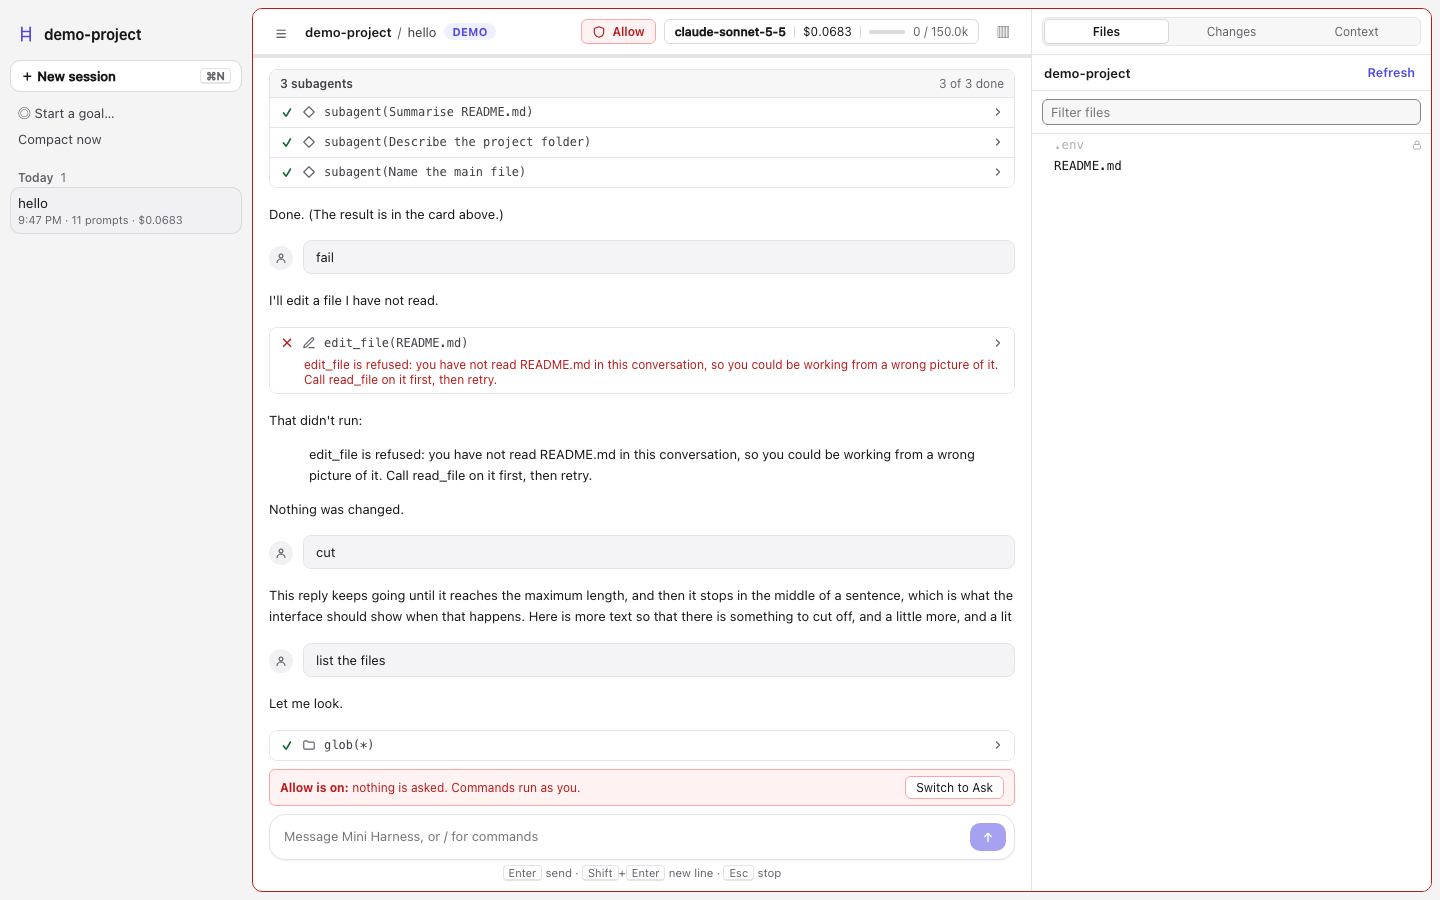 demo-project
+ New session ⌘N
Start a goal...
Compact now
Today 1
hello
9:47 PM · 11 prompts · $0.0683
demo-project / hello DEMO
Allow
claude-sonnet-5-5 $0.0683 0 / 150.0k
3 subagents 3 of 3 done
subagent(Summarise README.md)
subagent(Describe the project folder)
subagent(Name the main file)
Done. (The result is in the card above.)
fail
I'll edit a file I have not read.
edit_file(README.md)
edit_file is refused: you have not read README.md in this conversation, so you could be working from a wrong picture of it.
Call read_file on it first, then retry.
That didn't run:
edit_file is refused: you have not read README.md in this conversation, so you could be working from a wrong
picture of it. Call read_file on it first, then retry.
Nothing was changed.
cut
This reply keeps going until it reaches the maximum length, and then it stops in the middle of a sentence, which is what the
interface should show when that happens. Here is more text so that there is something to cut off, and a little more, and a lit
list the files
Let me look.
glob(*)
Allow is on: nothing is asked. Commands run as you. Switch to Ask
Message Mini Harness, or / for commands
Enter send · Shift+Enter new line · Esc stop
Files Changes Context
demo-project Refresh
Filter files
.env
README.md